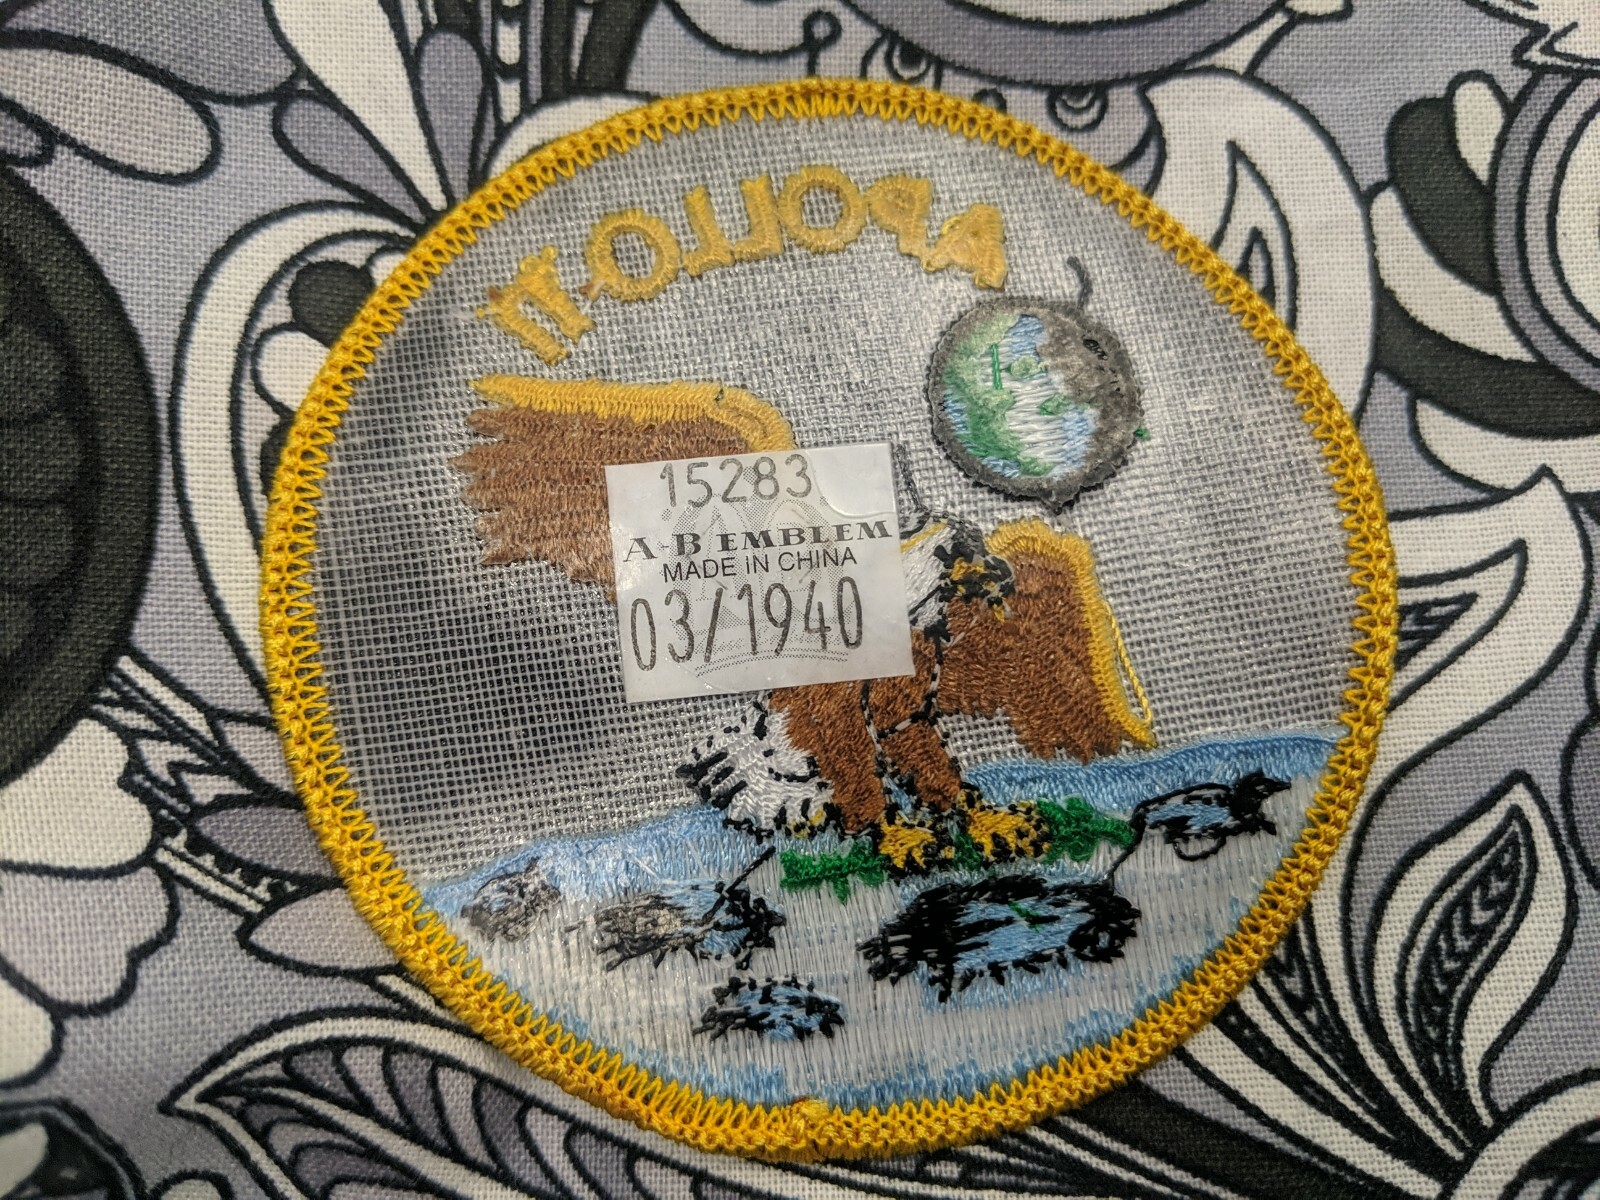 APOLLO 11
15283
A-B EMBLEM
MADE IN CHINA
03/1940